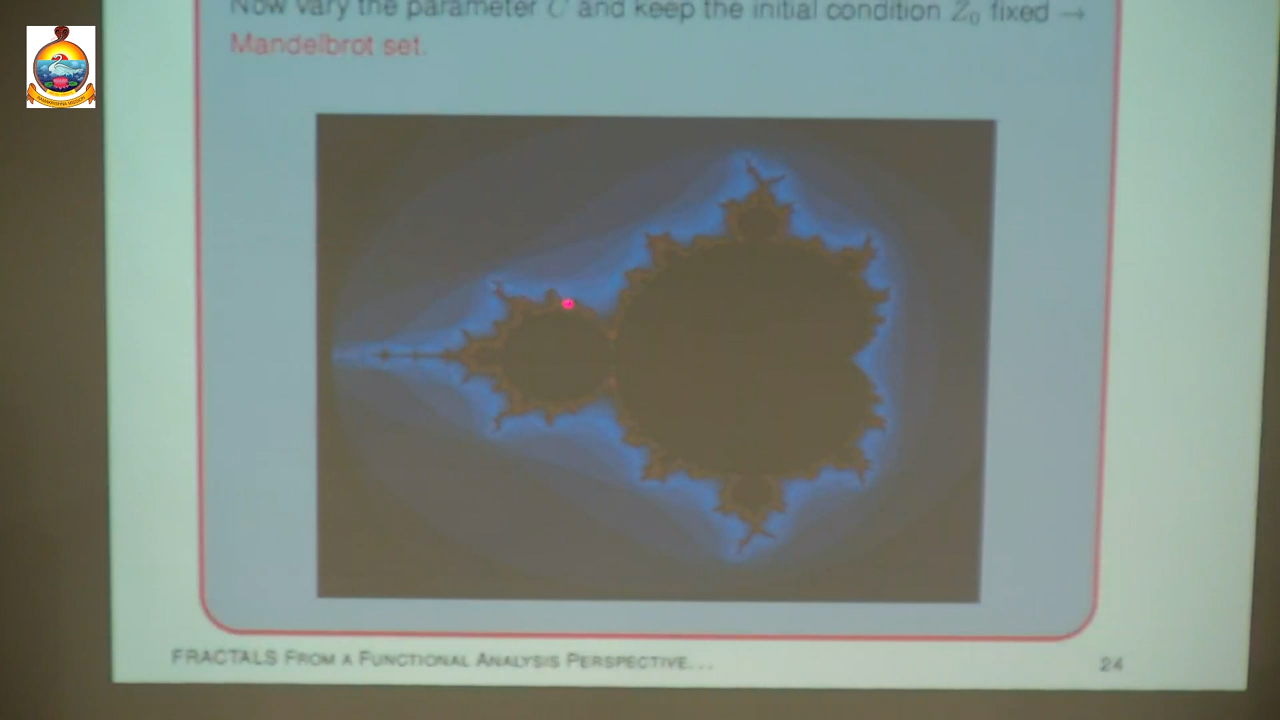 Now vary the parameter C and keep the initial condition Z₀ fixed →
Mandelbrot set.
FRACTALS FROM A FUNCTIONAL ANALYSIS PERSPECTIVE...
24